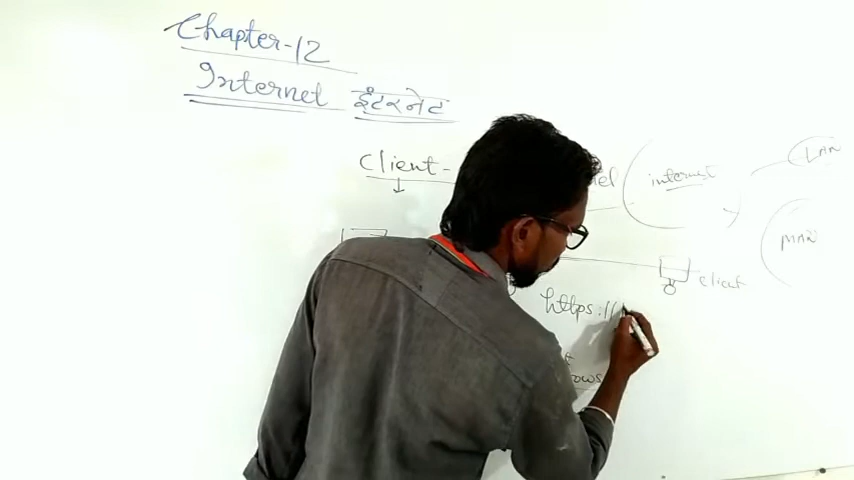 Chapter-12
Internet इंटरनेट
Client-
internet
LAN
MAN
client
https://